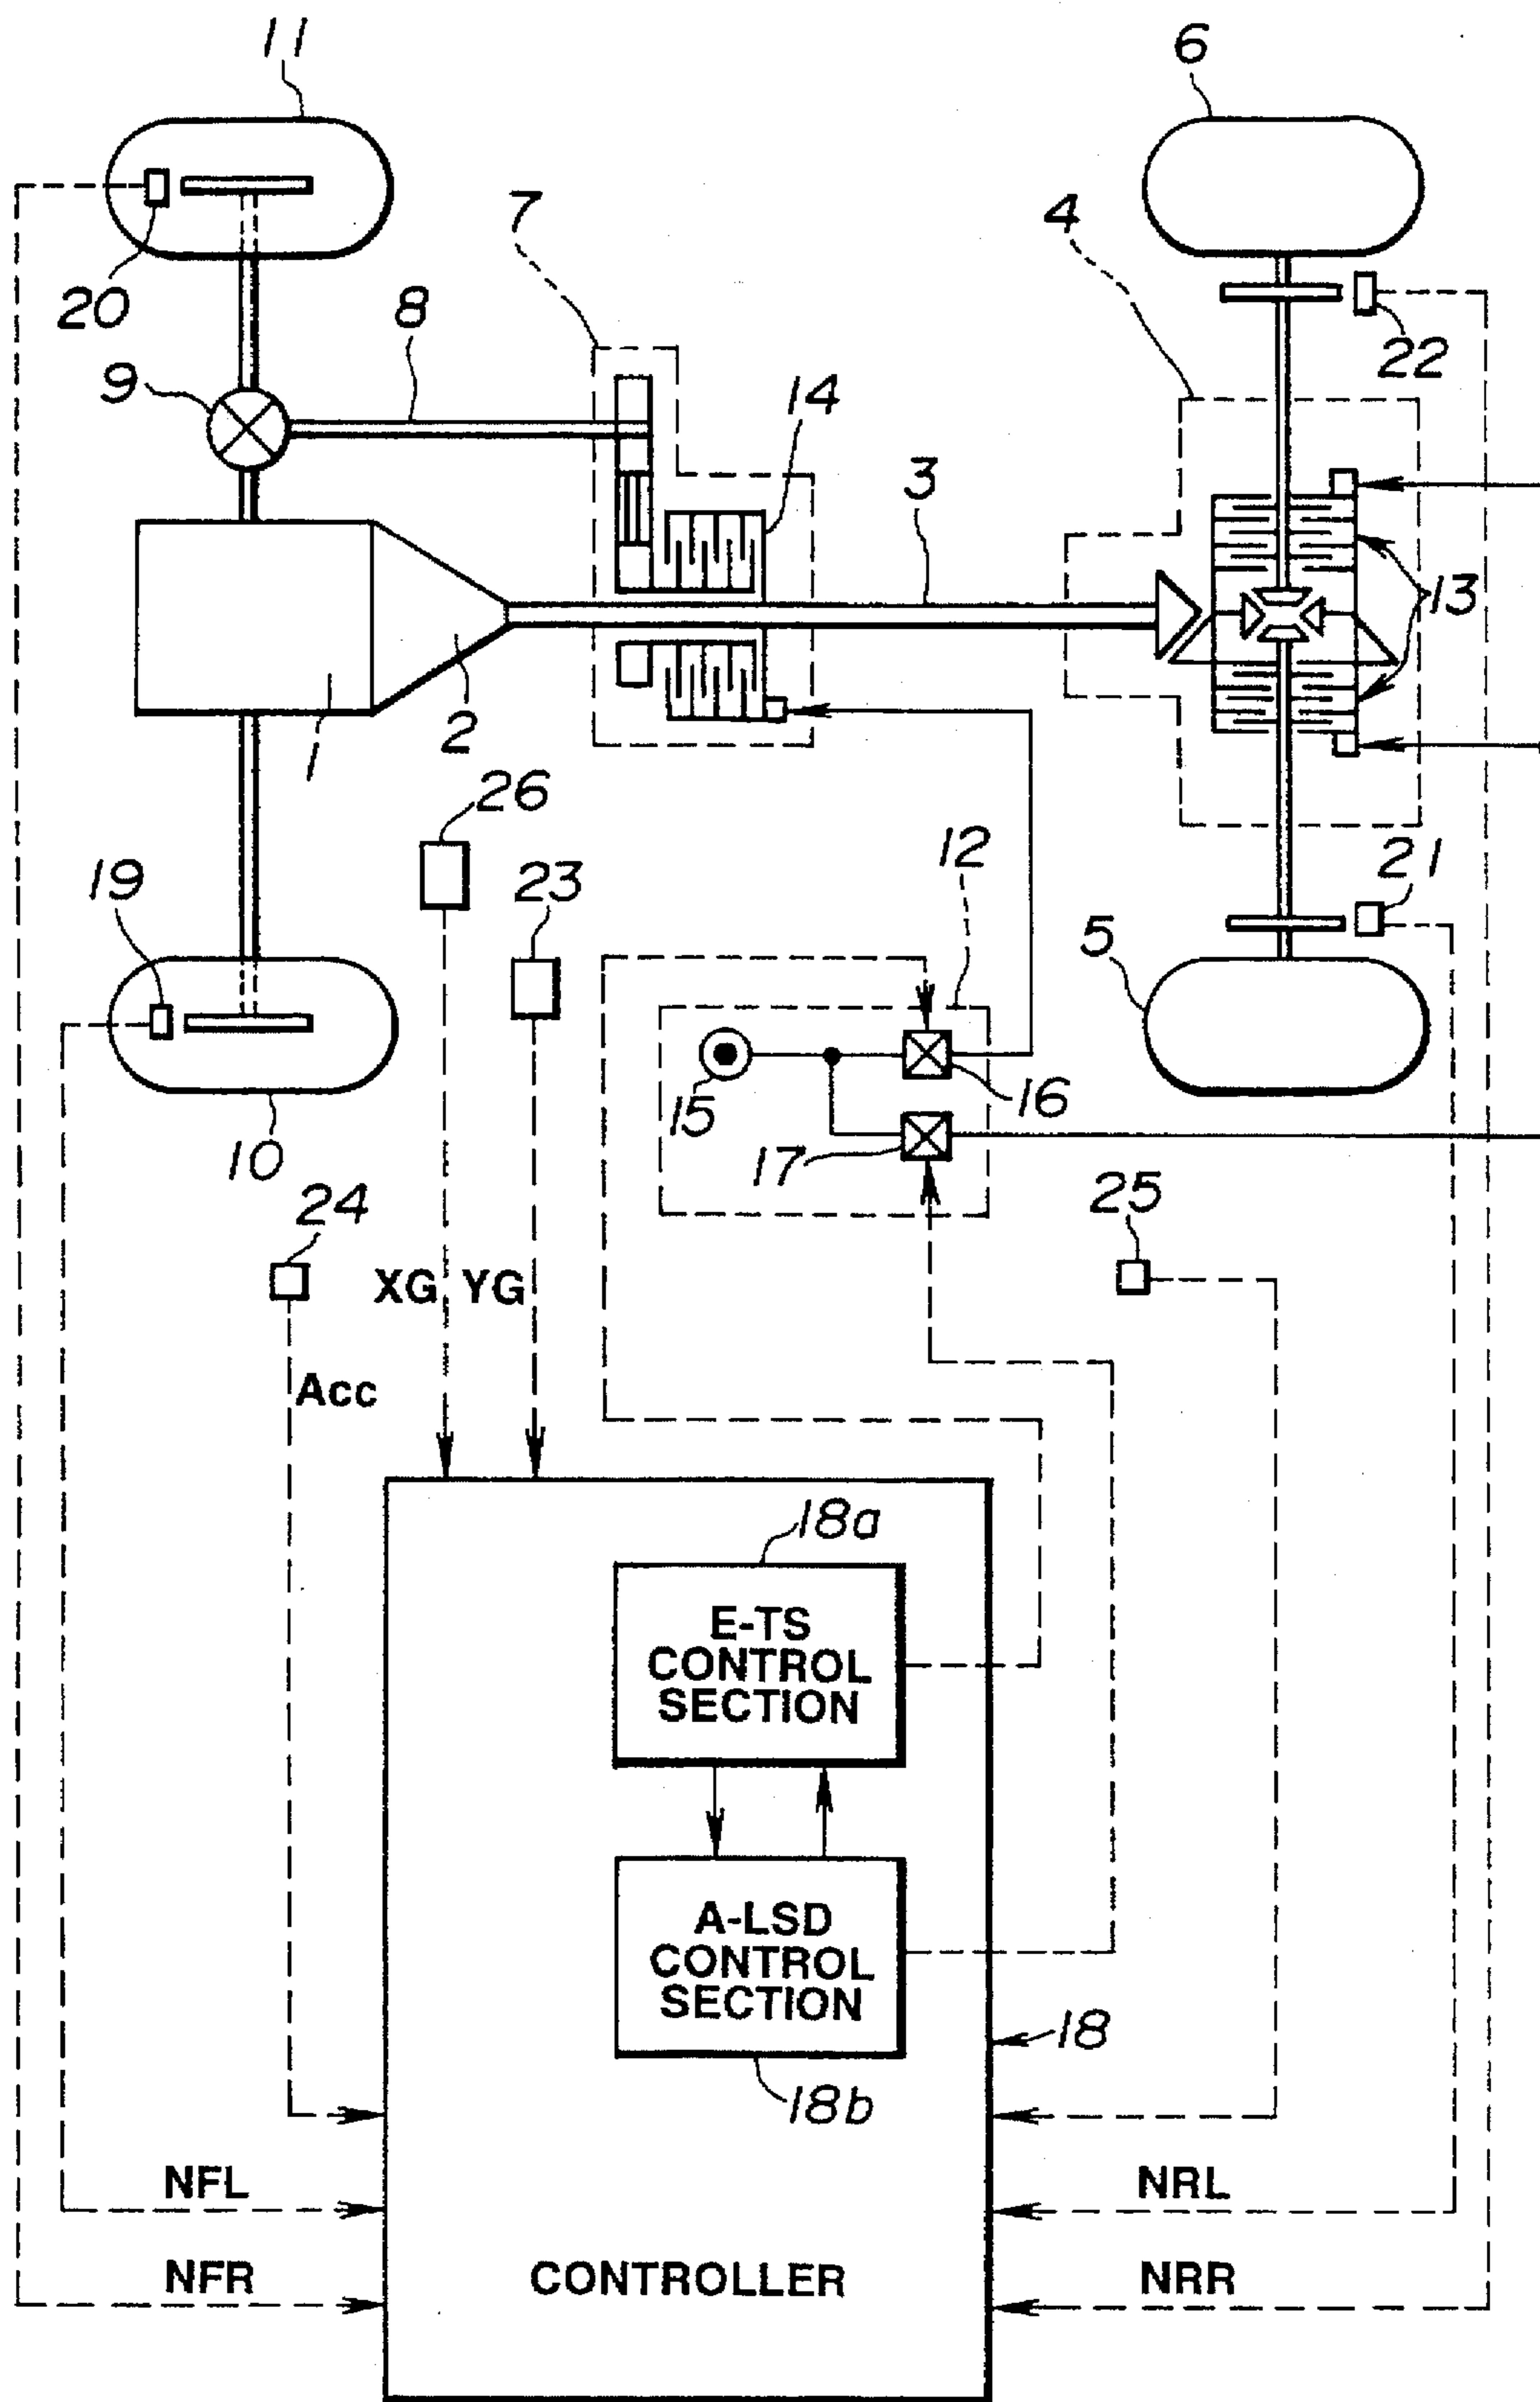 11
6
7
4
20
8
22
9
14
3
13
1
2
26
12
19
23
21
5
15
16
10
17
24
25
XG
YG
Acc
18a
E-TS
CONTROL
SECTION
A-LSD
CONTROL
SECTION
18
18b
NFL
NRL
NFR
CONTROLLER
NRR